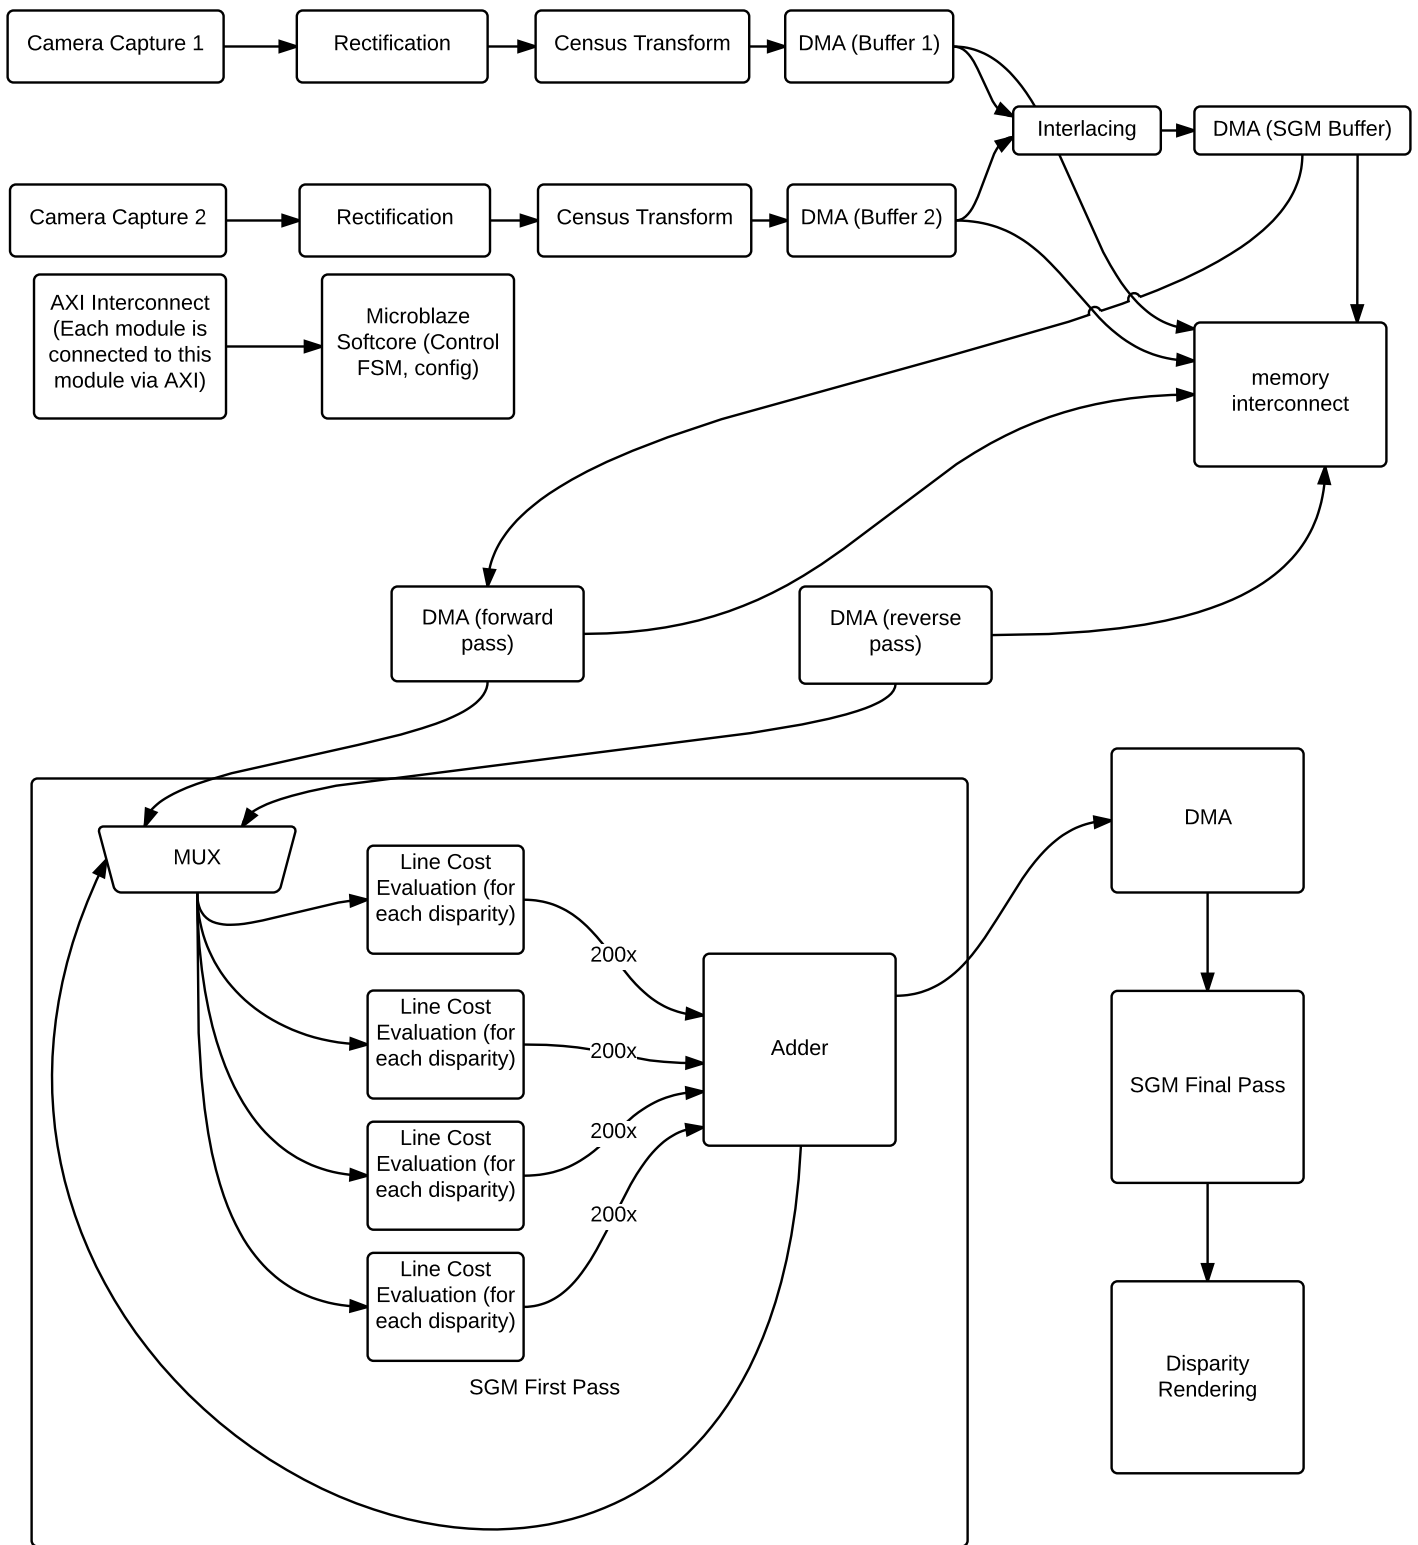 Camera Capture 1
Rectification
Census Transform
DMA (Buffer 1)
Interlacing
DMA (SGM Buffer)
Camera Capture 2
Rectification
Census Transform
DMA (Buffer 2)
AXI Interconnect
(Each module is
connected to this
module via AXI)
Microblaze
Softcore (Control
FSM, config)
memory
interconnect
DMA (forward
pass)
DMA (reverse
pass)
MUX
Line Cost
Evaluation (for
each disparity)
200x
Line Cost
Evaluation (for
each disparity)
200x
Line Cost
Evaluation (for
each disparity)
200x
Line Cost
Evaluation (for
each disparity)
200x
Adder
SGM First Pass
DMA
SGM Final Pass
Disparity
Rendering